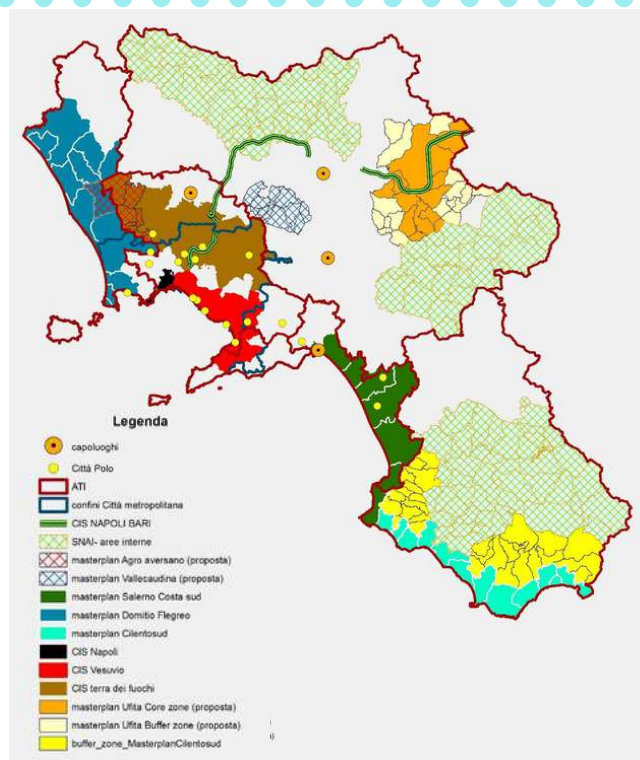 Legenda
capoluoghi
Città Polo
ATI
confini Città metropolitana
CIS NAPOLI BARI
SNAI- aree interne
masterplan Agro aversano (proposta)
masterplan Vallecaudina (proposta)
masterplan Salerno Costa sud
masterplan Domitio Flegreo
masterplan Cilentosud
CIS Napoli
CIS Vesuvio
CIS terra dei fuochi
masterplan Ufita Core zone (proposta)
masterplan Ufita Buffer zone (proposta)
buffer_zone_MasterplanCilentosud